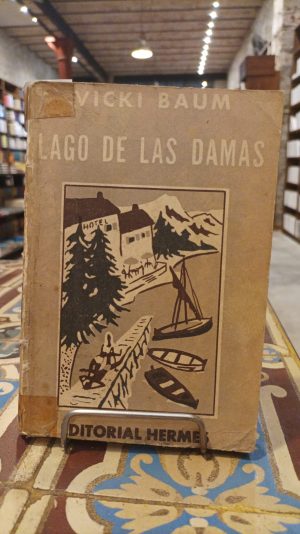 VICKI BAUM
LAGO DE LAS DAMAS
HOTEL
DITORIAL HERME